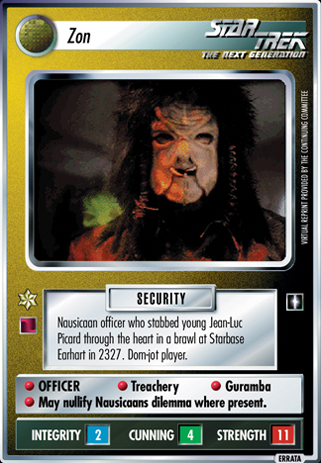 Zon
STAR TREK
THE NEXT GENERATION
VIRTUAL REPRINT PROVIDED BY THE CONTINUING COMMITTEE
SECURITY
Nausicaan officer who stabbed young Jean-Luc
Picard through the heart in a brawl at Starbase
Earhart in 2327. Dom-jot player.
OFFICER Treachery Guramba
May nullify Nausicaans dilemma where present.
INTEGRITY 2 CUNNING 4 STRENGTH 11
ERRATA